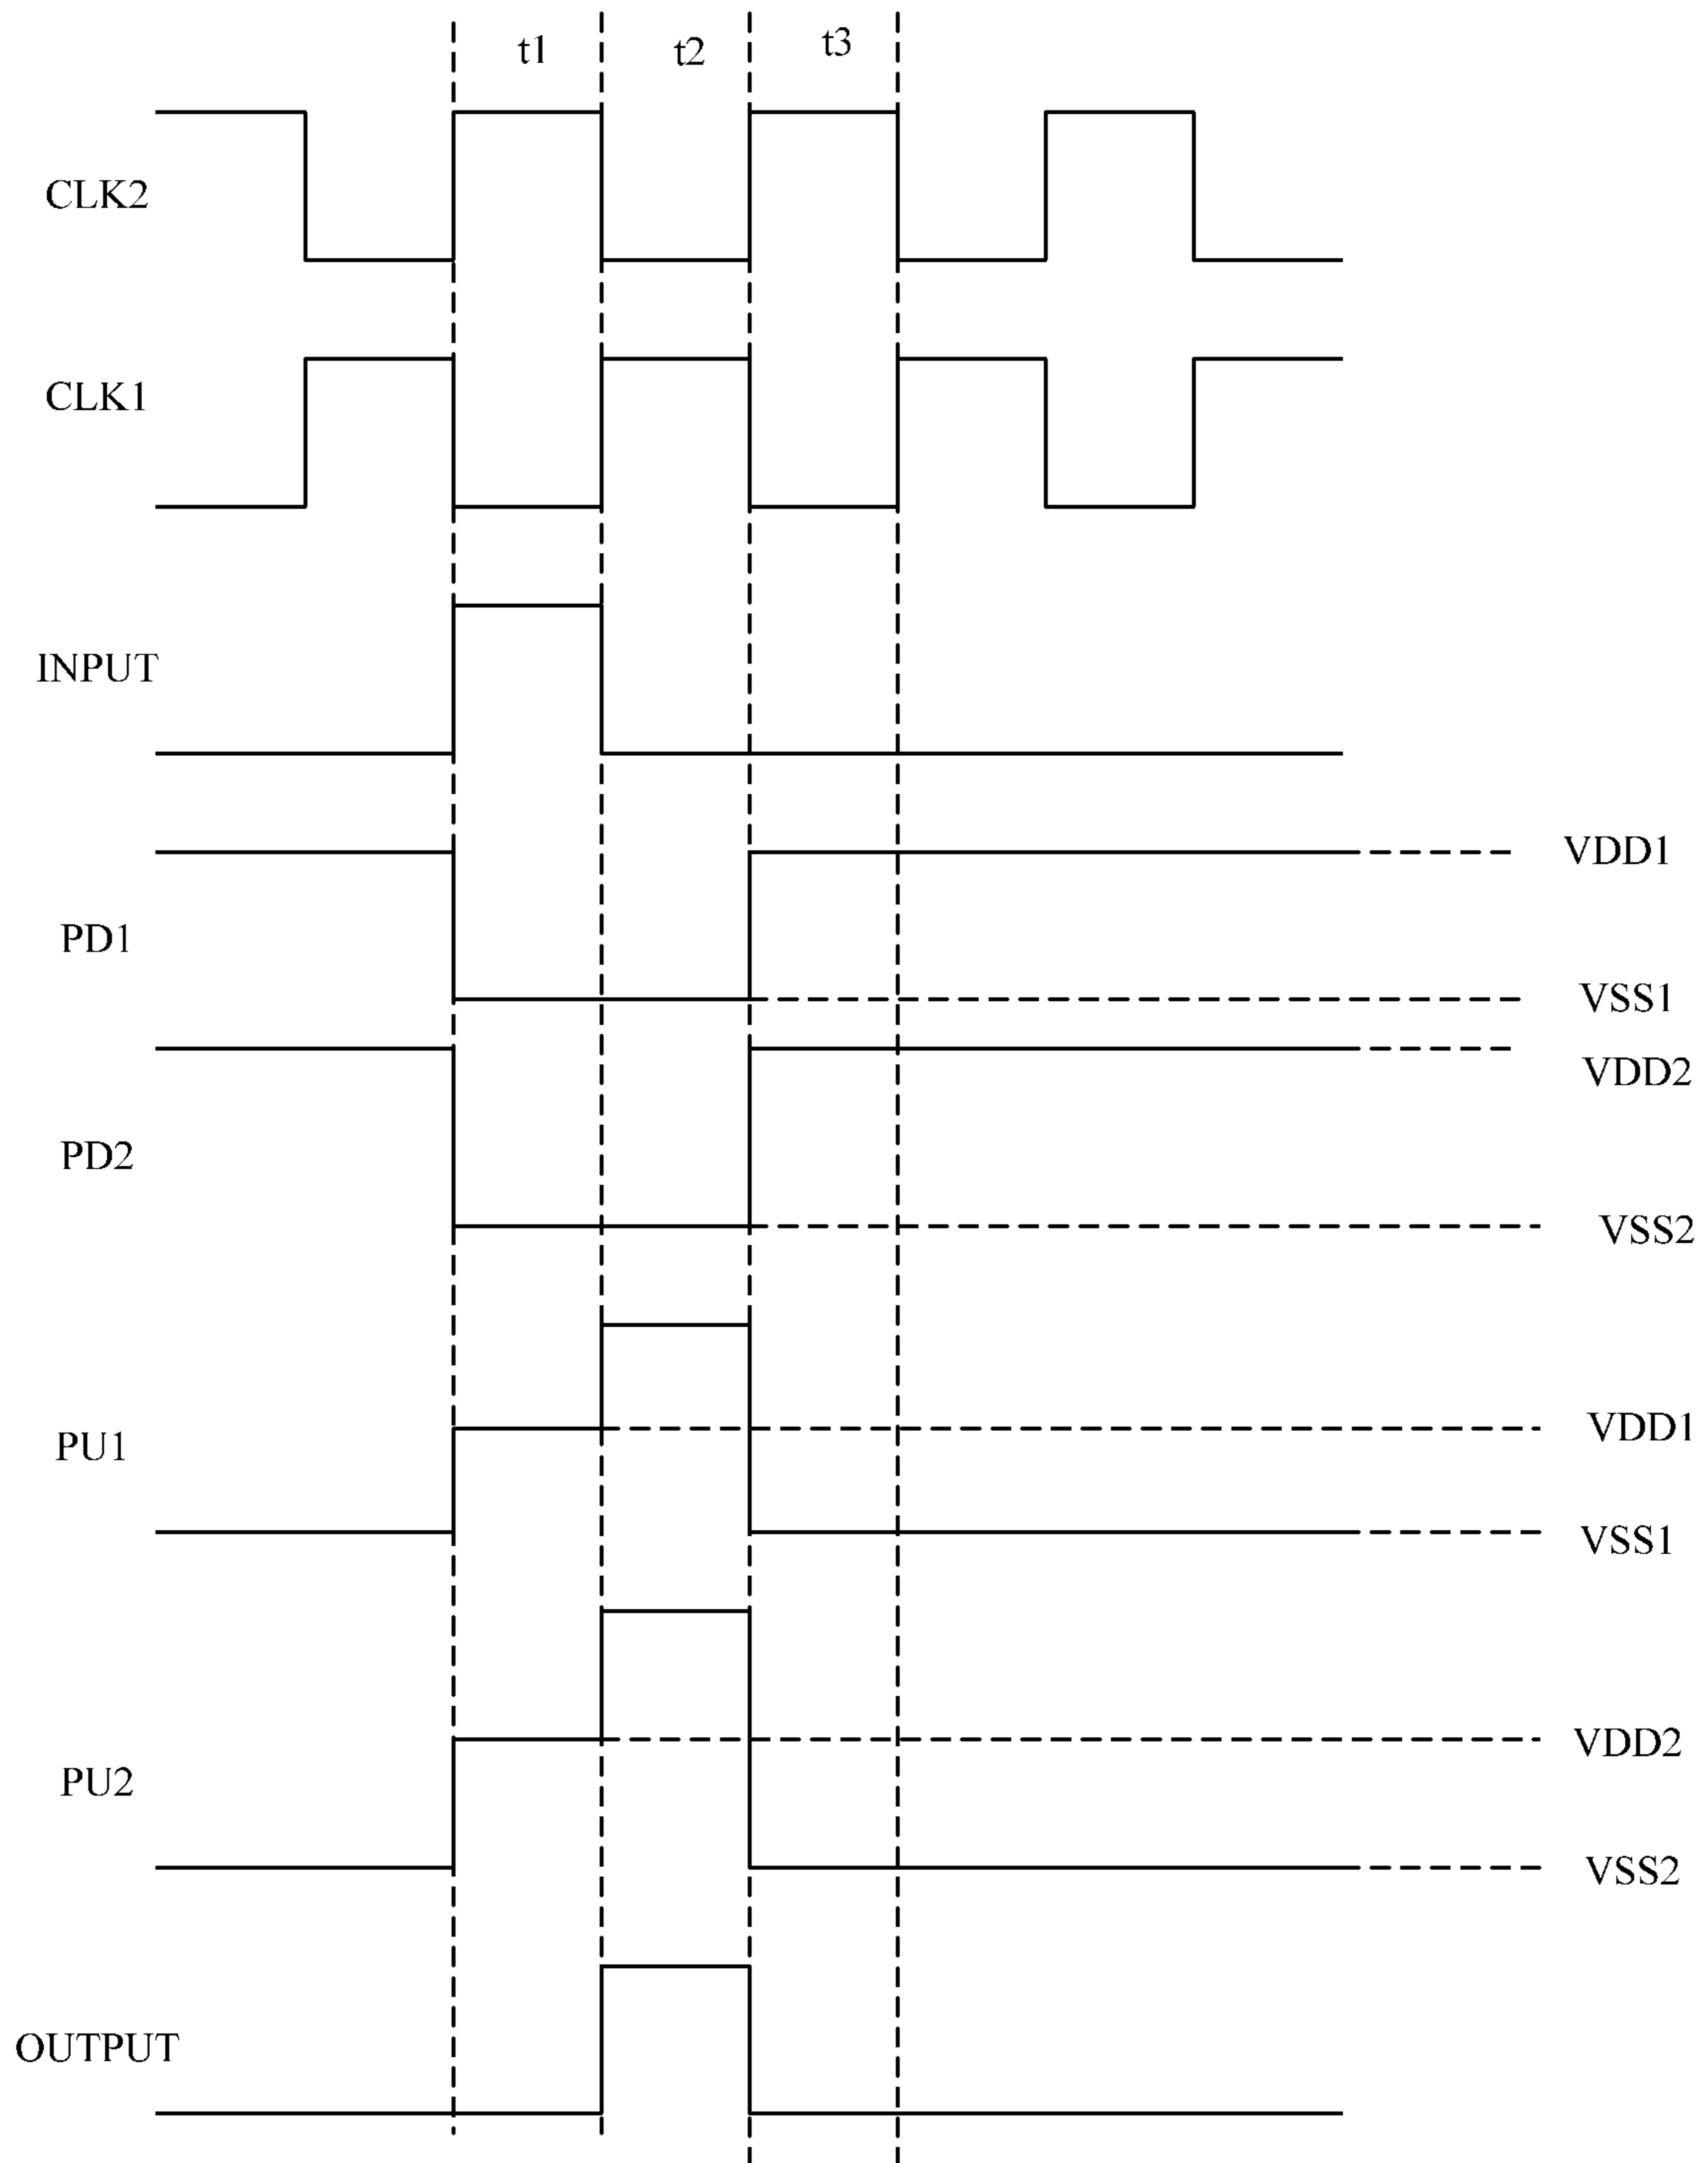 t1
t2
t3
CLK2
CLK1
INPUT
VDD1
PD1
VSS1
VDD2
PD2
VSS2
VDD1
PU1
VSS1
VDD2
PU2
VSS2
OUTPUT